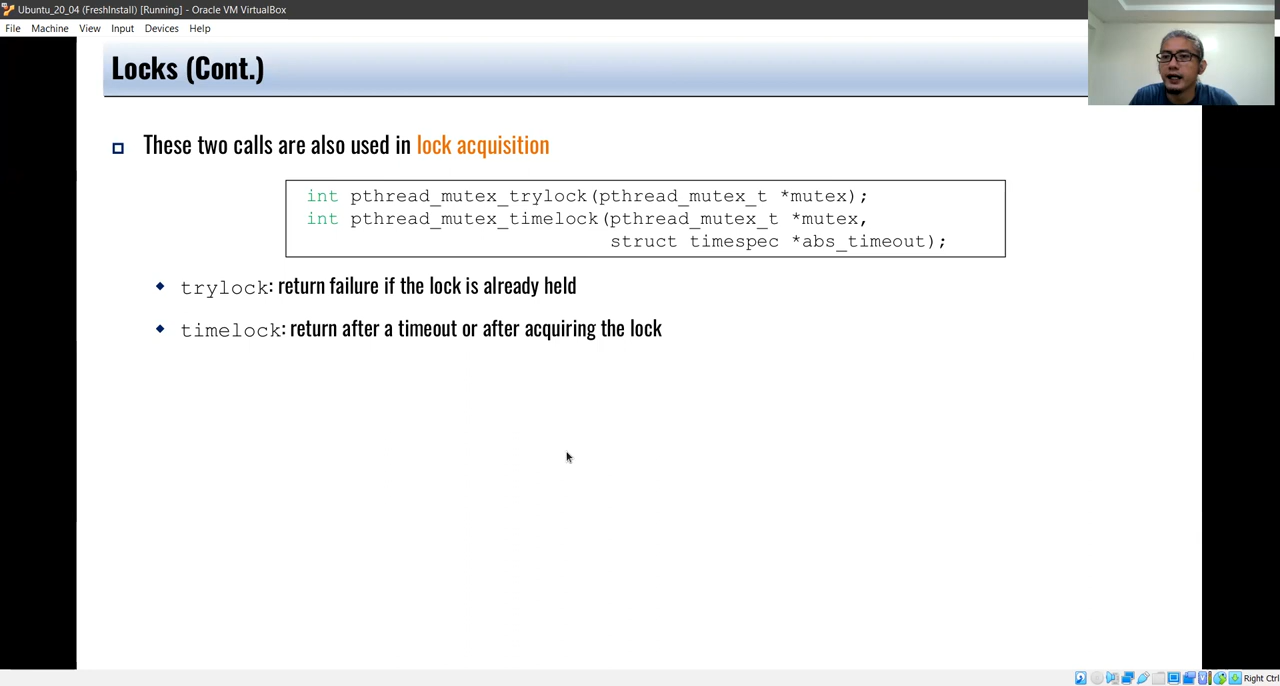 Ubuntu_20_04 (FreshInstall) [Running] - Oracle VM VirtualBox
File Machine View Input Devices Help
Locks (Cont.)
These two calls are also used in lock acquisition
int pthread_mutex_trylock(pthread_mutex_t *mutex);
int pthread_mutex_timelock(pthread_mutex_t *mutex,
struct timespec *abs_timeout);
trylock: return failure if the lock is already held
timelock: return after a timeout or after acquiring the lock
Right Ctrl